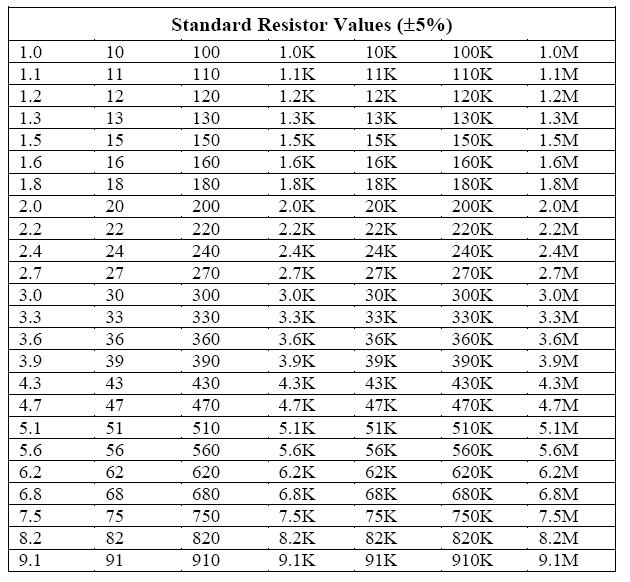 Standard Resistor Values (±5%)
1.0 10 100 1.0K 10K 100K 1.0M
1.1 11 110 1.1K 11K 110K 1.1M
1.2 12 120 1.2K 12K 120K 1.2M
1.3 13 130 1.3K 13K 130K 1.3M
1.5 15 150 1.5K 15K 150K 1.5M
1.6 16 160 1.6K 16K 160K 1.6M
1.8 18 180 1.8K 18K 180K 1.8M
2.0 20 200 2.0K 20K 200K 2.0M
2.2 22 220 2.2K 22K 220K 2.2M
2.4 24 240 2.4K 24K 240K 2.4M
2.7 27 270 2.7K 27K 270K 2.7M
3.0 30 300 3.0K 30K 300K 3.0M
3.3 33 330 3.3K 33K 330K 3.3M
3.6 36 360 3.6K 36K 360K 3.6M
3.9 39 390 3.9K 39K 390K 3.9M
4.3 43 430 4.3K 43K 430K 4.3M
4.7 47 470 4.7K 47K 470K 4.7M
5.1 51 510 5.1K 51K 510K 5.1M
5.6 56 560 5.6K 56K 560K 5.6M
6.2 62 620 6.2K 62K 620K 6.2M
6.8 68 680 6.8K 68K 680K 6.8M
7.5 75 750 7.5K 75K 750K 7.5M
8.2 82 820 8.2K 82K 820K 8.2M
9.1 91 910 9.1K 91K 910K 9.1M